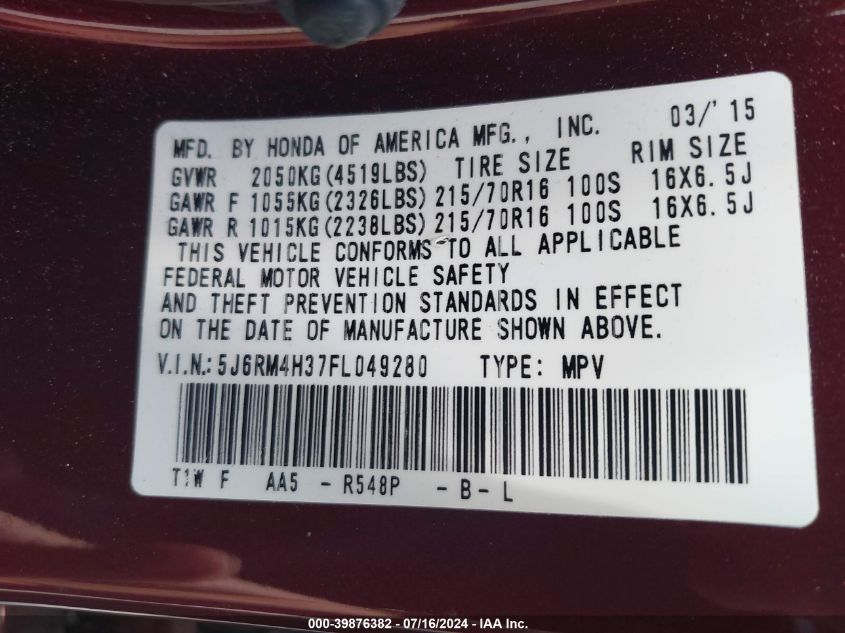 03/'15
MFD. BY HONDA OF AMERICA MFG., INC.
GVWR 2050KG(4519LBS) TIRE SIZE RIM SIZE
GAWR F 1055KG(2326LBS) 215/70R16 100S 16X6.5J
GAWR R 1015KG(2238LBS) 215/70R16 100S 16X6.5J
THIS VEHICLE CONFORMS TO ALL APPLICABLE
FEDERAL MOTOR VEHICLE SAFETY
AND THEFT PREVENTION STANDARDS IN EFFECT
ON THE DATE OF MANUFACTURE SHOWN ABOVE.
V.I.N.: 5J6RM4H37FL049280 TYPE: MPV
T1W F AA5 - R548P - B - L
000-39876382 - 07/16/2024 - IAA Inc.